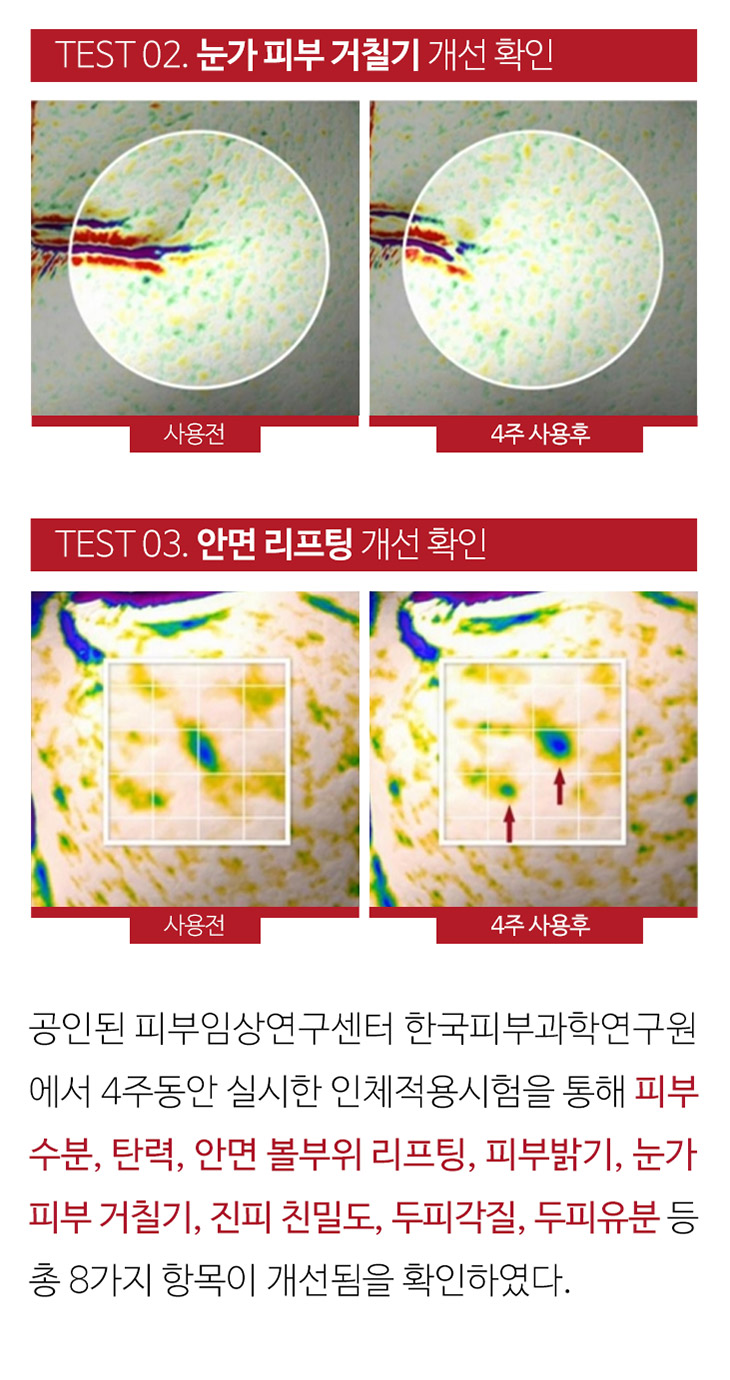 TEST 02. 눈가 피부 거칠기 개선 확인
사용전
4주 사용후
TEST 03. 안면 리프팅 개선 확인
사용전
4주 사용후
공인된 피부임상연구센터 한국피부과학연구원
에서 4주동안 실시한 인체적용시험을 통해 피부
수분, 탄력, 안면 볼부위 리프팅, 피부밝기, 눈가
피부 거칠기, 진피 친밀도, 두피각질, 두피유분 등
총 8가지 항목이 개선됨을 확인하였다.